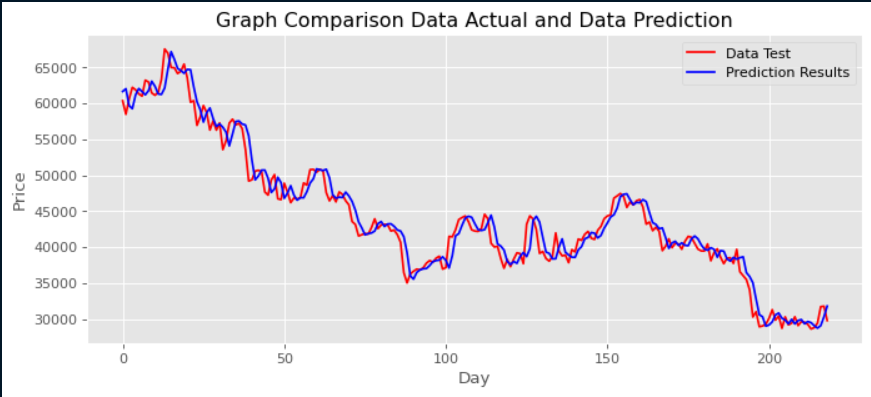 Graph Comparison Data Actual and Data Prediction
Data Test
Prediction Results
65000
60000
55000
50000
45000
40000
35000
30000
Price
0 50 100 150 200
Day